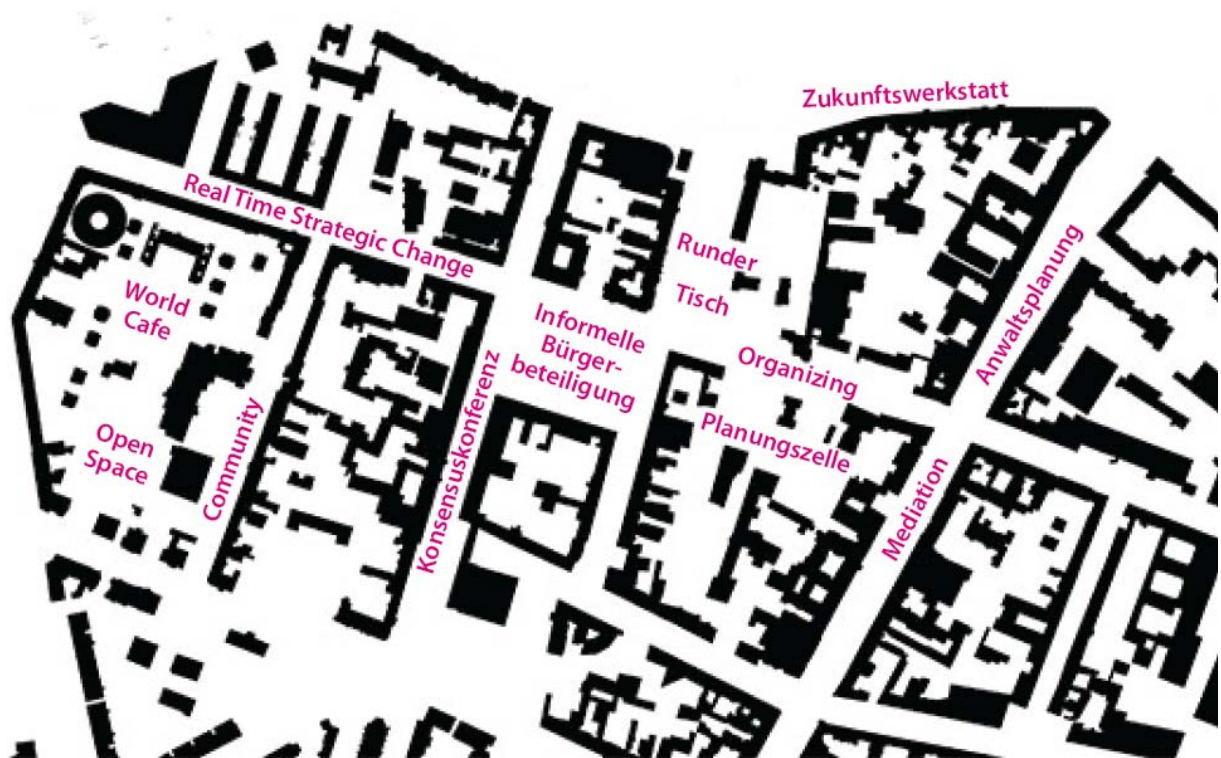 Zukunftswerkstatt
Real Time Strategic Change
Runder
Tisch
World
Cafe
Informelle
Bürger-
beteiligung
Anwaltsplanung
Organizing
Planungszelle
Open
Space
Community
Konsensuskonferenz
Mediation